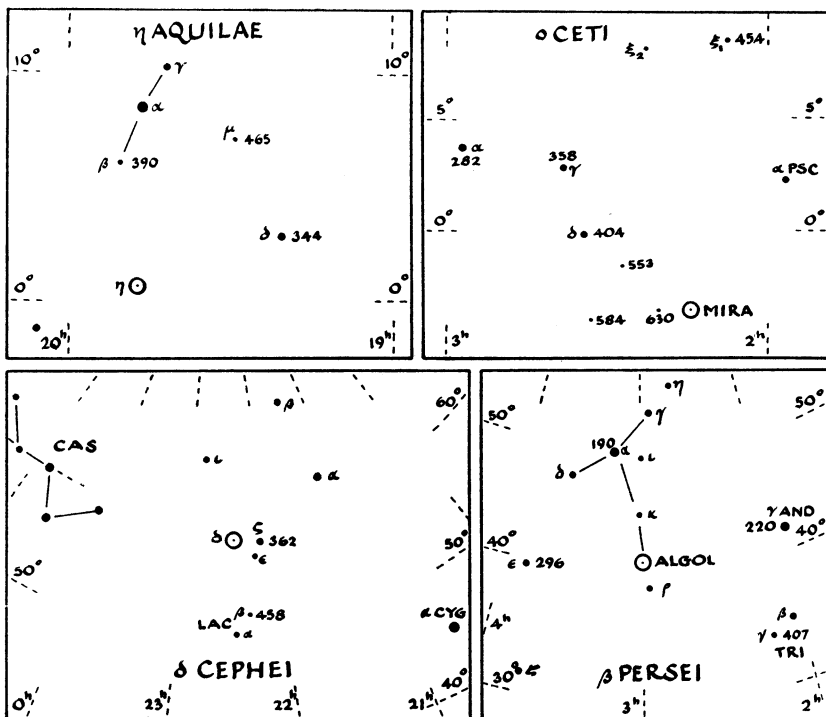 η AQUILAE
10° 10°
γ
α
μ 465
β 390
δ 344
η
0° 0°
20ʰ 19ʰ
ο CETI
ξ₂ ξ₁ 454
5° 5°
α 282
358 γ
α PSC
0° 0°
δ 404
553
584 630 MIRA
3ʰ 2ʰ
β 60°
CAS
ι α
δ ζ 362
ε
50° 50°
LAC β 458
α
α CYG
δ CEPHEI
40°
0ʰ 23ʰ 22ʰ 21ʰ
η
50° γ 50°
190 α
ι
δ
κ
γ AND
220
40° 40°
ε 296 ALGOL
ρ
β
4ʰ γ 407
TRI
30°
β PERSEI
3ʰ 2ʰ